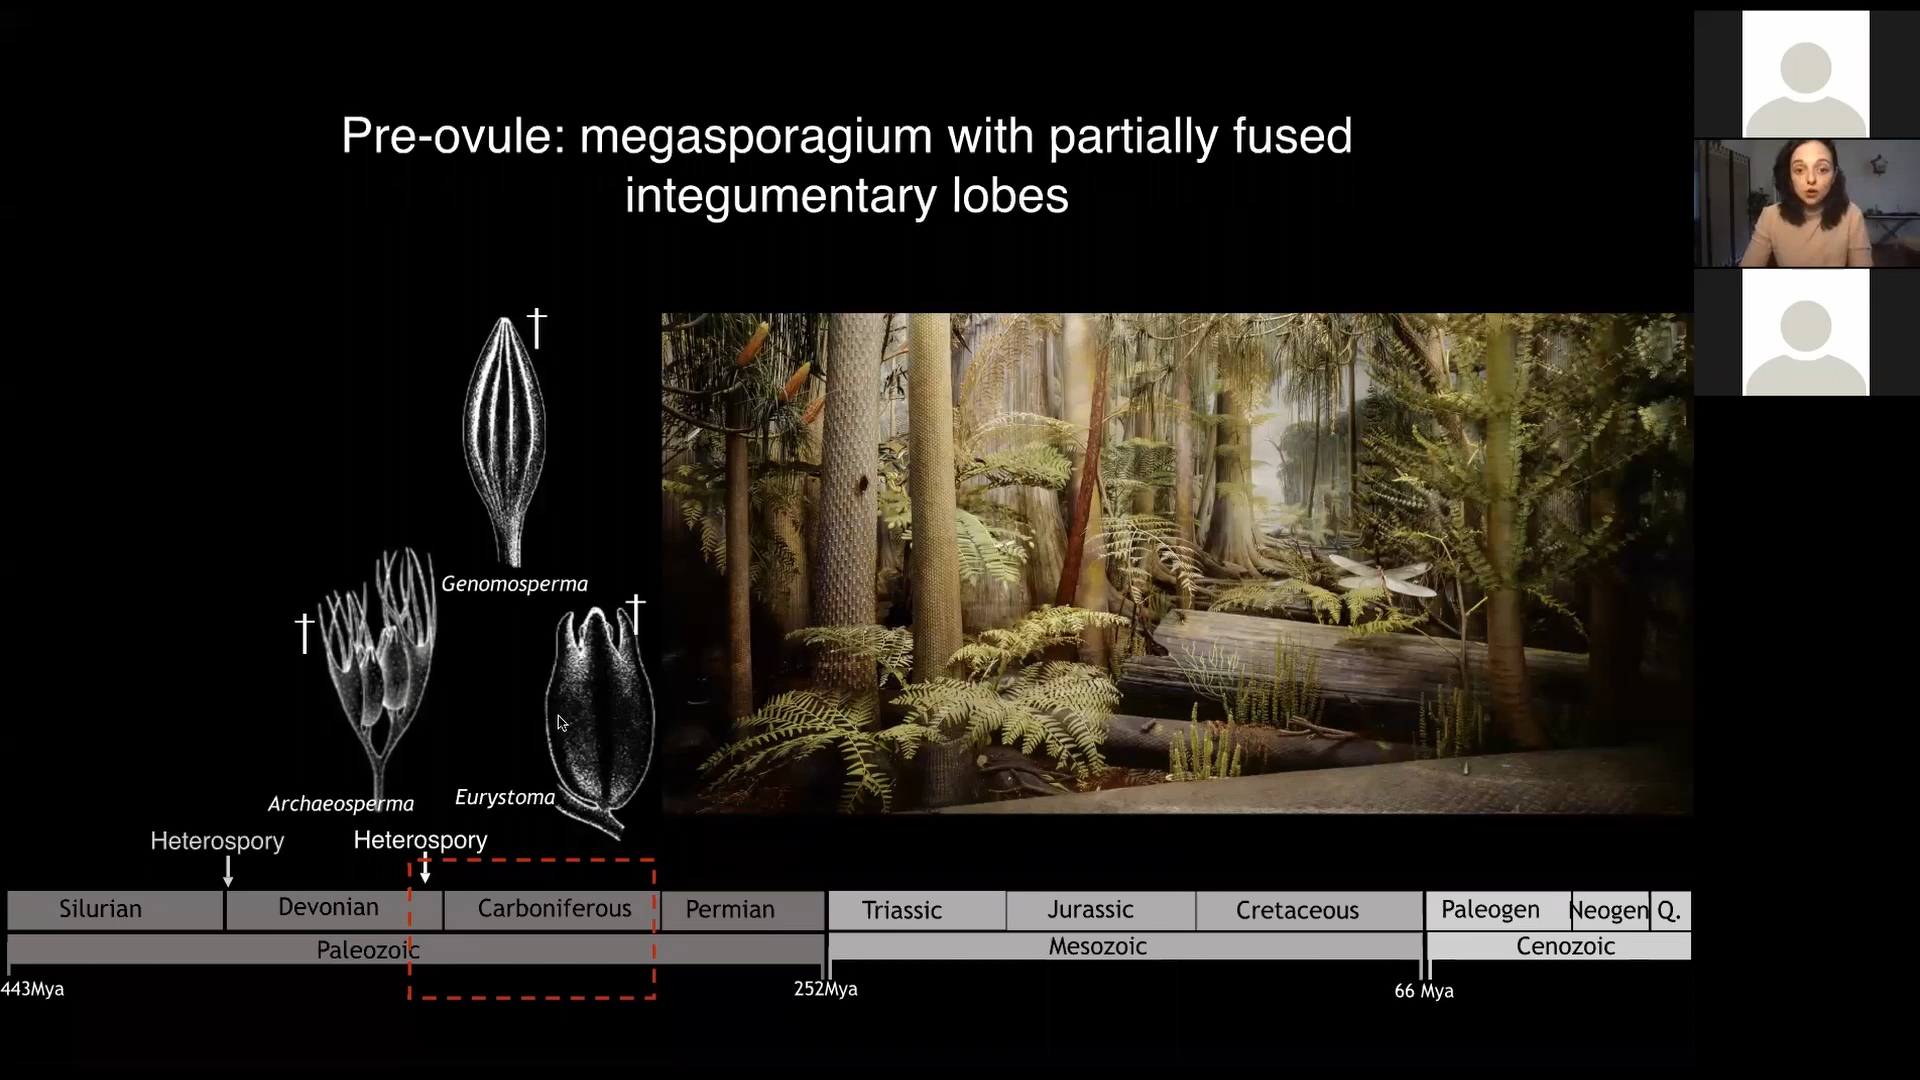 Pre-ovule: megasporagium with partially fused
integumentary lobes
†
Genomosperma
†
†
Archaeosperma
Eurystoma
Heterospory
Heterospory
Silurian
Devonian
Carboniferous
Permian
Triassic
Jurassic
Cretaceous
Paleogen
Neogen
Q.
Paleozoic
Mesozoic
Cenozoic
443Mya
252Mya
66 Mya